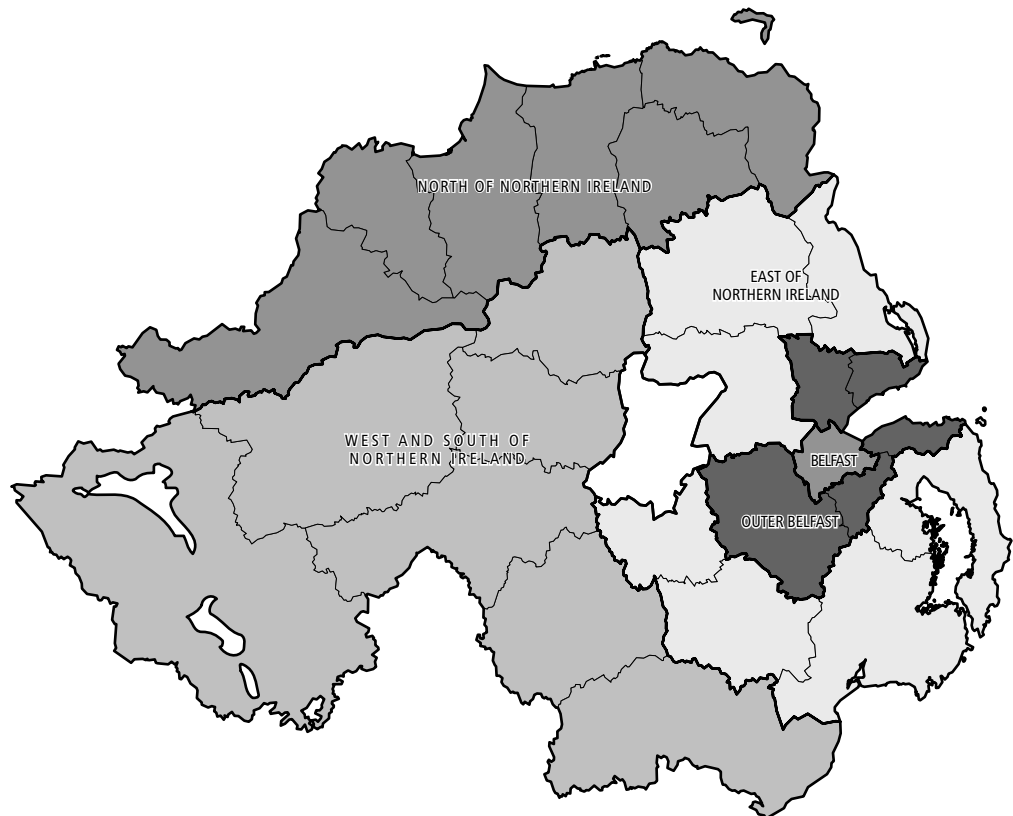 NORTH OF NORTHERN IRELAND
EAST OF
NORTHERN IRELAND
WEST AND SOUTH OF
NORTHERN IRELAND
BELFAST
OUTER BELFAST